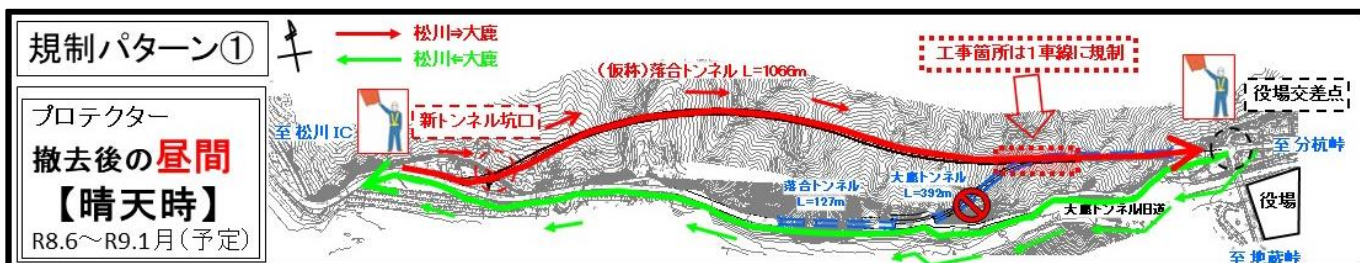 規制パターン①
松川⇒大鹿
松川⇐大鹿
プロテクター
撤去後の昼間
【晴天時】
R8.6～R9.1月(予定)
至 松川 IC
新トンネル坑口
(仮称)落合トンネル L=1066m
工事箇所は1車線に規制
役場交差点
至 分杭峠
落合トンネル
L=127m
大鹿トンネル
L=392m
大鹿トンネル旧道
役場
至 地蔵峠